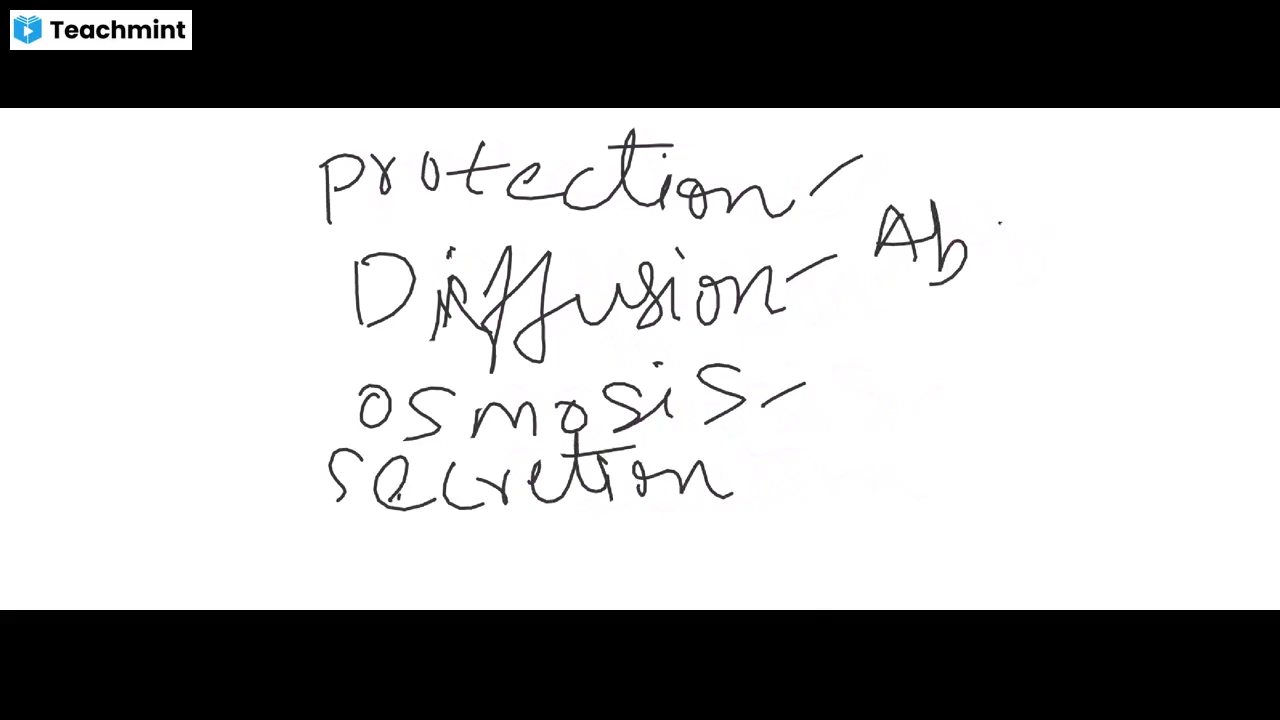 Teachmint
Protection -
Ab
Diffusion -
Osmosis -
Secretion